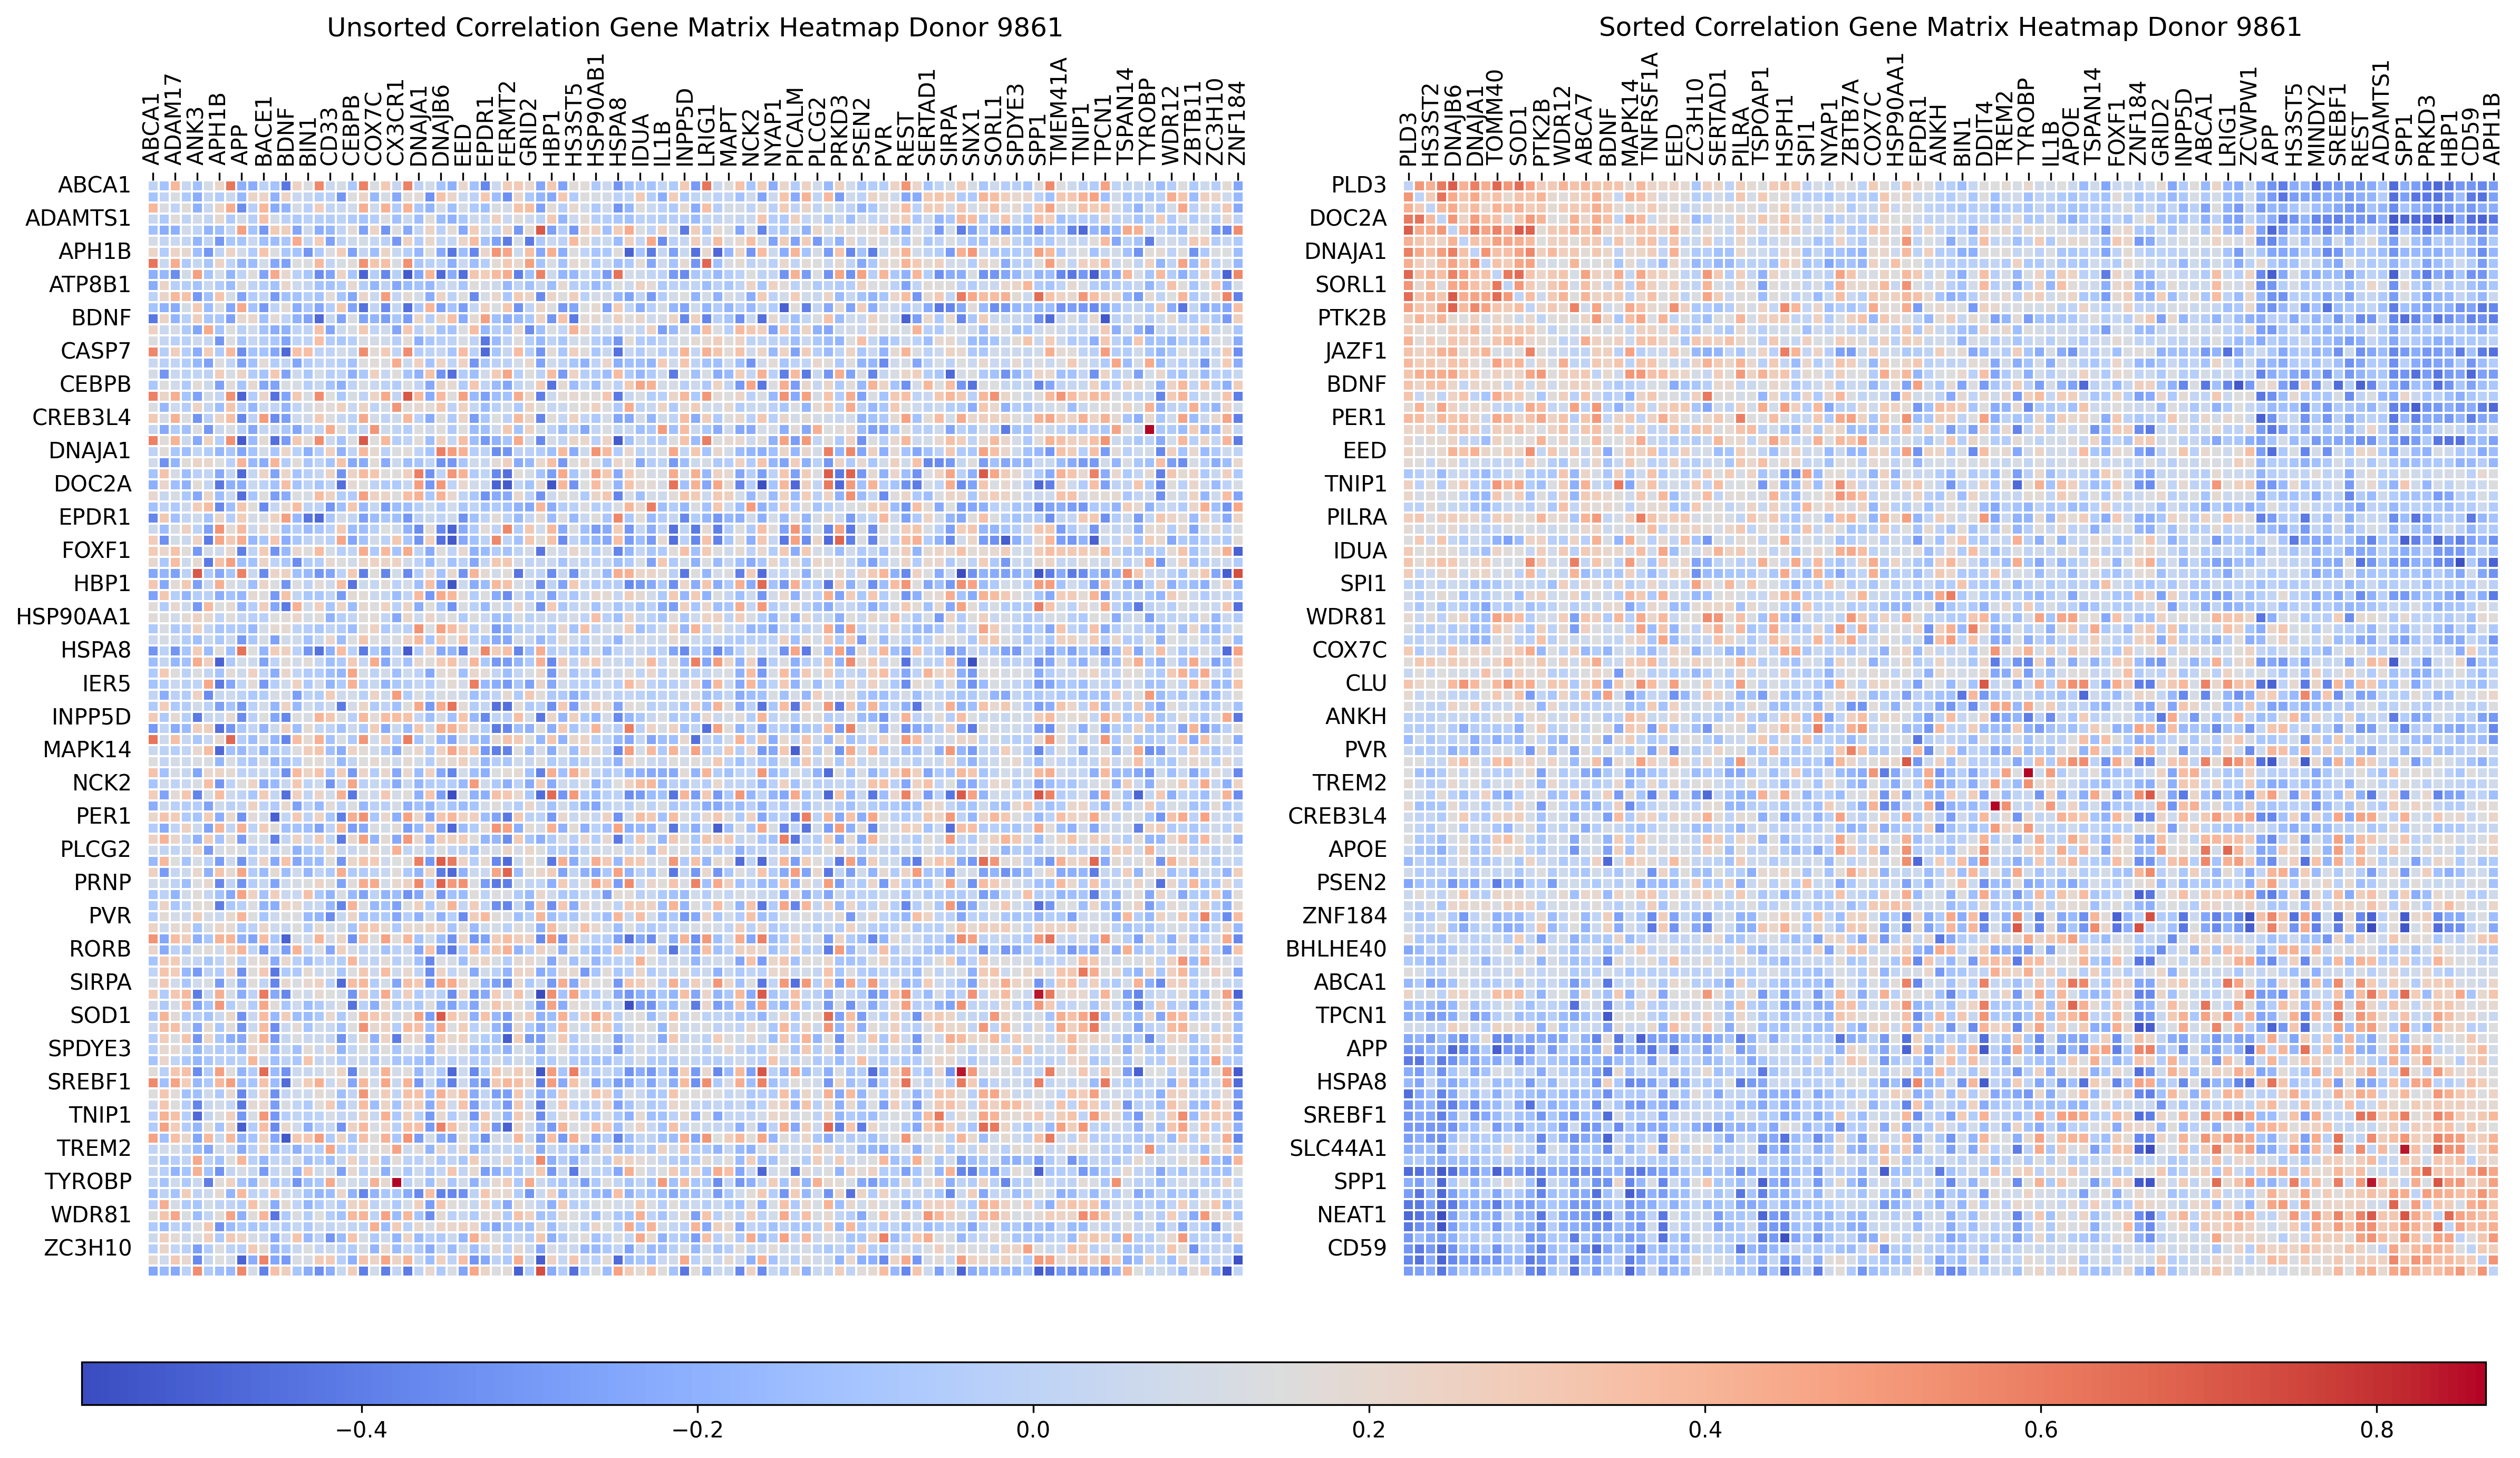 Unsorted Correlation Gene Matrix Heatmap Donor 9861
ABCA1
ADAM17
ANK3
APH1B
APP
BACE1
BDNF
BIN1
CD33
CEBPB
COX7C
CX3CR1
DNAJA1
DNAJB6
EED
EPDR1
FERMT2
GRID2
HBP1
HS3ST5
HSP90AB1
HSPA8
IDUA
IL1B
INPP5D
LRIG1
MAPT
NCK2
NYAP1
PICALM
PLCG2
PRKD3
PSEN2
PVR
REST
SERTAD1
SIRPA
SNX1
SORL1
SPDYE3
SPP1
TMEM41A
TNIP1
TPCN1
TSPAN14
TYROBP
WDR12
ZBTB11
ZC3H10
ZNF184
ABCA1
ADAMTS1
APH1B
ATP8B1
BDNF
CASP7
CEBPB
CREB3L4
DNAJA1
DOC2A
EPDR1
FOXF1
HBP1
HSP90AA1
HSPA8
IER5
INPP5D
MAPK14
NCK2
PER1
PLCG2
PRNP
PVR
RORB
SIRPA
SOD1
SPDYE3
SREBF1
TNIP1
TREM2
TYROBP
WDR81
ZC3H10
Sorted Correlation Gene Matrix Heatmap Donor 9861
PLD3
HS3ST2
DNAJB6
DNAJA1
TOMM40
SOD1
PTK2B
WDR12
ABCA7
BDNF
MAPK14
TNFRSF1A
EED
ZC3H10
SERTAD1
PILRA
TSPOAP1
HSPH1
SPI1
NYAP1
ZBTB7A
COX7C
HSP90AA1
EPDR1
ANKH
BIN1
DDIT4
TREM2
TYROBP
IL1B
APOE
TSPAN14
FOXF1
ZNF184
GRID2
INPP5D
ABCA1
LRIG1
ZCWPW1
APP
HS3ST5
MINDY2
SREBF1
REST
ADAMTS1
SPP1
PRKD3
HBP1
CD59
APH1B
PLD3
DOC2A
DNAJA1
SORL1
PTK2B
JAZF1
BDNF
PER1
EED
TNIP1
PILRA
IDUA
SPI1
WDR81
COX7C
CLU
ANKH
PVR
TREM2
CREB3L4
APOE
PSEN2
ZNF184
BHLHE40
ABCA1
TPCN1
APP
HSPA8
SREBF1
SLC44A1
SPP1
NEAT1
CD59
−0.4
−0.2
0.0
0.2
0.4
0.6
0.8